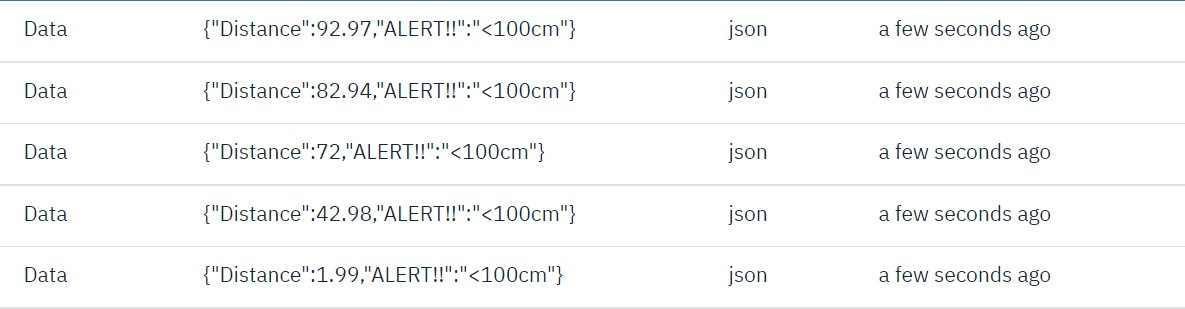 Data {"Distance":92.97,"ALERT!!":"<100cm"} json a few seconds ago
Data {"Distance":82.94,"ALERT!!":"<100cm"} json a few seconds ago
Data {"Distance":72,"ALERT!!":"<100cm"} json a few seconds ago
Data {"Distance":42.98,"ALERT!!":"<100cm"} json a few seconds ago
Data {"Distance":1.99,"ALERT!!":"<100cm"} json a few seconds ago